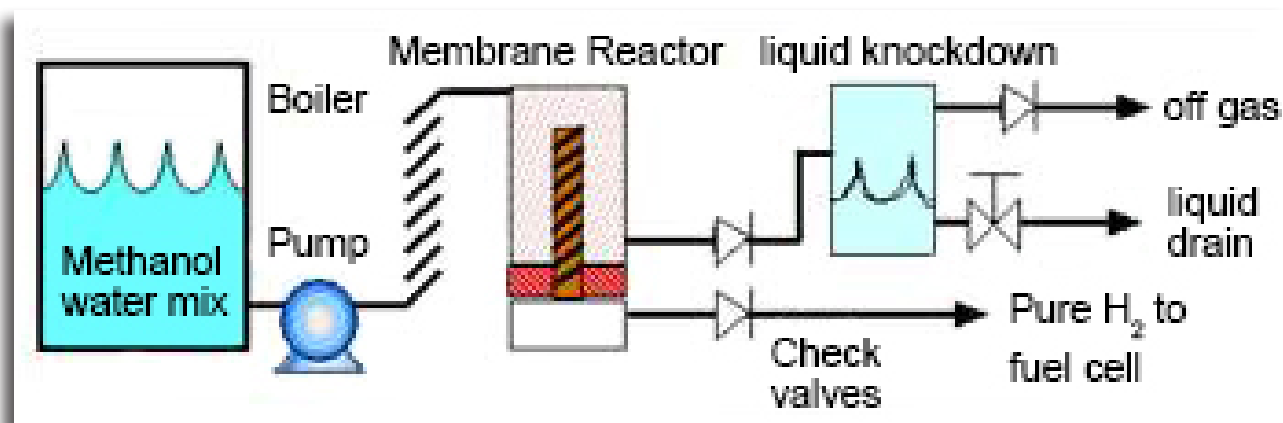 Membrane Reactor
liquid knockdown
Boiler
off gas
Pump
liquid
drain
Methanol
water mix
Pure H₂ to
fuel cell
Check
valves